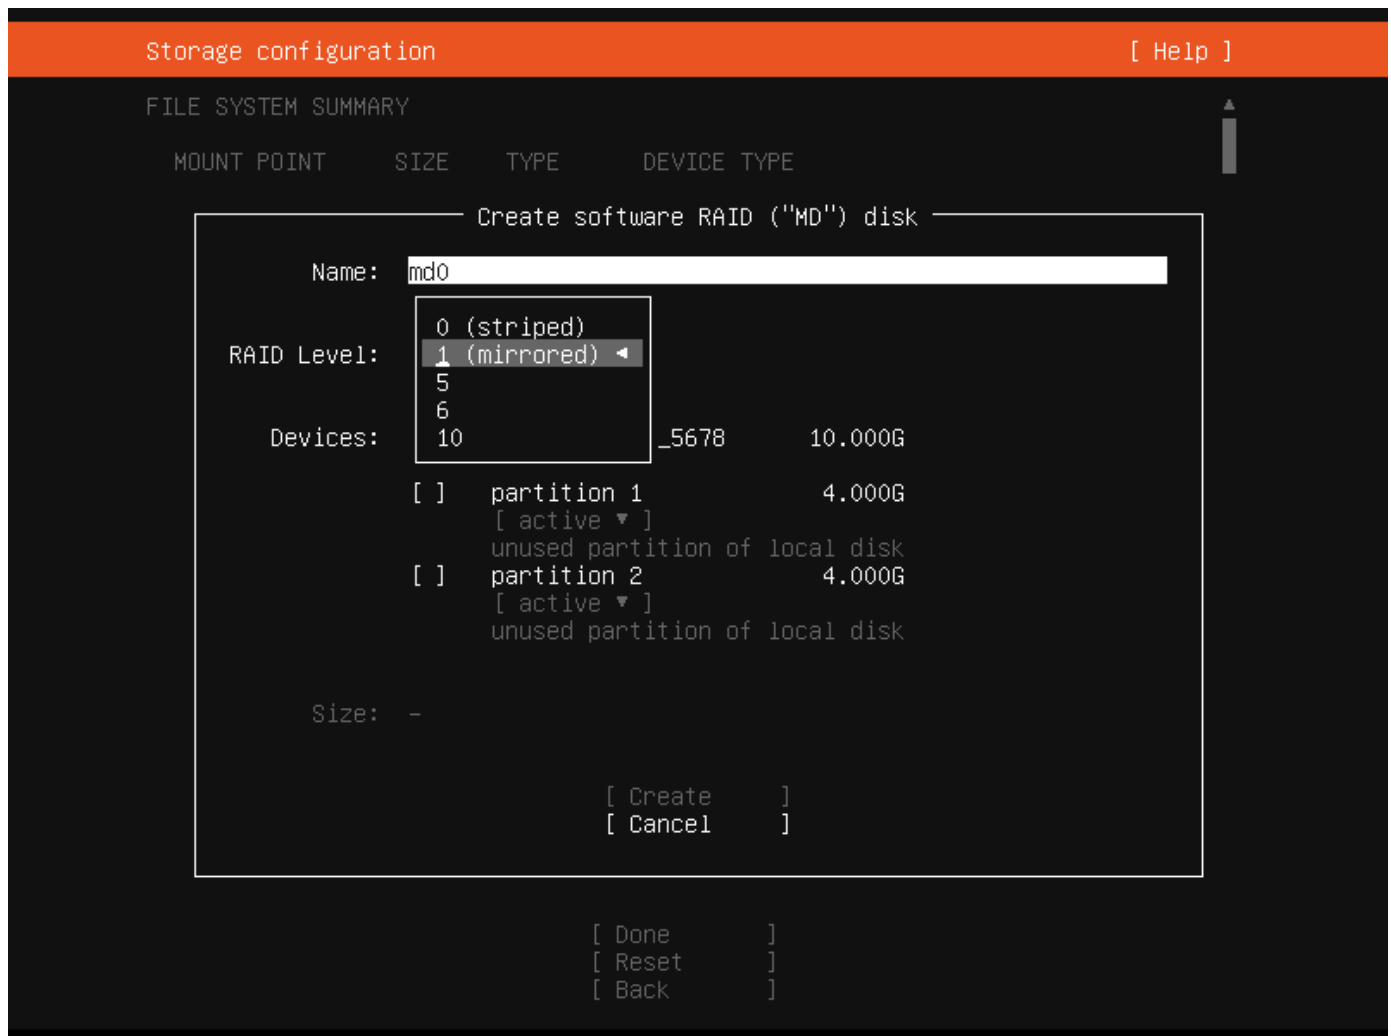 Storage configuration [ Help ]
FILE SYSTEM SUMMARY ▲
MOUNT POINT SIZE TYPE DEVICE TYPE
Create software RAID ("MD") disk
Name: md0
0 (striped)
RAID Level: 1 (mirrored) ◄
5
6
Devices: 10 _5678 10.000G
[ ] partition 1 4.000G
[ active ▼ ]
unused partition of local disk
[ ] partition 2 4.000G
[ active ▼ ]
unused partition of local disk
Size: -
[ Create ]
[ Cancel ]
[ Done ]
[ Reset ]
[ Back ]